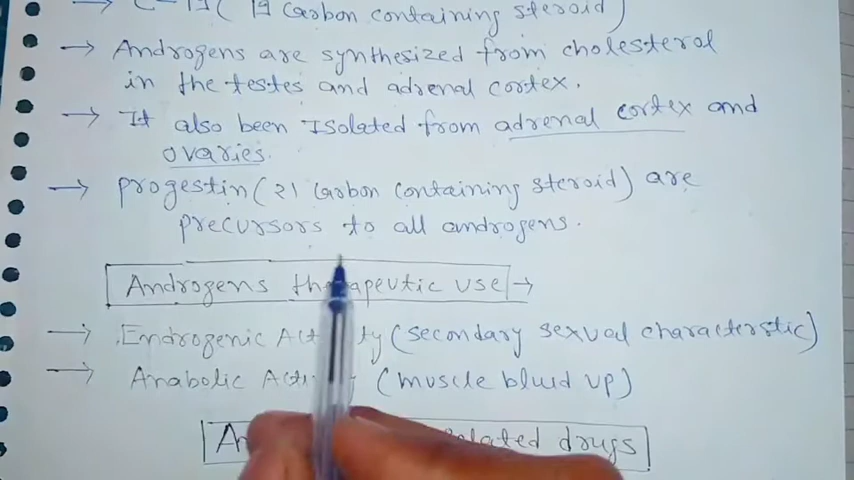 → C-19 ( 19 Carbon containing steroid)
→ Androgens are synthesized from cholesteral
in the testes and adrenal cortex.
→ It also been Isolated from adrenal cortex and
ovaries.
→ progestin (21 Carbon containing steroid) are
precursors to all androgens.
Androgens therapeutic use →
→ Endrogenic Activity (secondary sexual characterstic)
→ Anabolic Activity (muscle bluid up)
related drugs